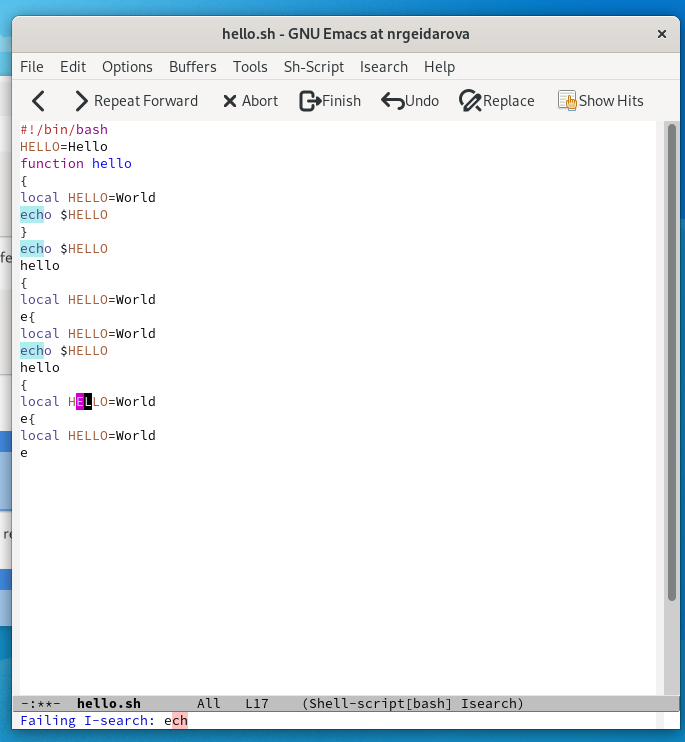 hello.sh - GNU Emacs at nrgeidarova ×
File Edit Options Buffers Tools Sh-Script Isearch Help
Repeat Forward Abort Finish Undo Replace Show Hits
#!/bin/bash
HELLO=Hello
function hello
{
local HELLO=World
echo $HELLO
}
echo $HELLO
hello
{
local HELLO=World
e{
local HELLO=World
echo $HELLO
hello
{
local HELLO=World
e{
local HELLO=World
e
-:**- hello.sh All L17 (Shell-script[bash] Isearch)
Failing I-search: ech